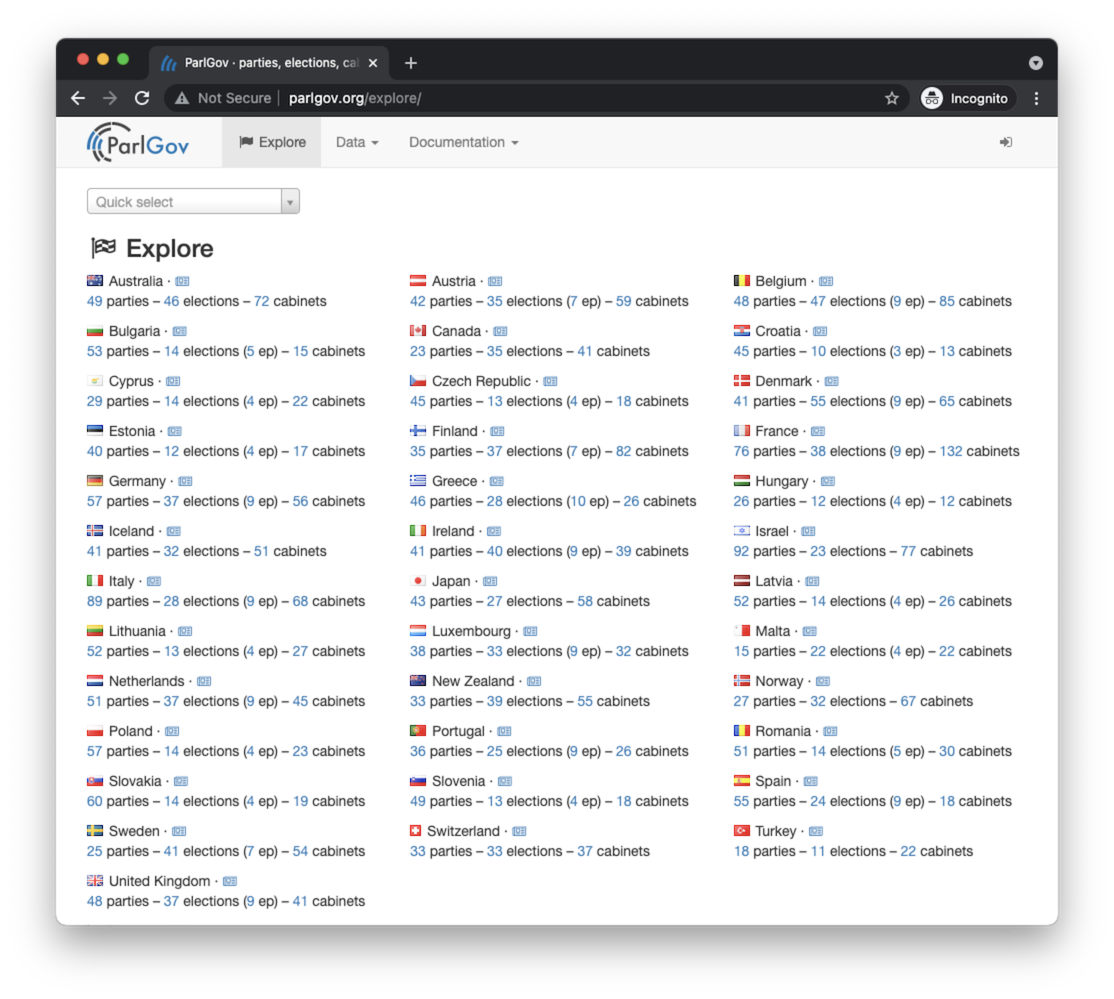 ParlGov · parties, elections, cal
Not Secure | parlgov.org/explore/
Incognito
ParlGov
Explore
Data
Documentation
Quick select
Explore
Australia ·
49 parties – 46 elections – 72 cabinets
Austria ·
42 parties – 35 elections (7 ep) – 59 cabinets
Belgium ·
48 parties – 47 elections (9 ep) – 85 cabinets
Bulgaria ·
53 parties – 14 elections (5 ep) – 15 cabinets
Canada ·
23 parties – 35 elections – 41 cabinets
Croatia ·
45 parties – 10 elections (3 ep) – 13 cabinets
Cyprus ·
29 parties – 14 elections (4 ep) – 22 cabinets
Czech Republic ·
45 parties – 13 elections (4 ep) – 18 cabinets
Denmark ·
41 parties – 55 elections (9 ep) – 65 cabinets
Estonia ·
40 parties – 12 elections (4 ep) – 17 cabinets
Finland ·
35 parties – 37 elections (7 ep) – 82 cabinets
France ·
76 parties – 38 elections (9 ep) – 132 cabinets
Germany ·
57 parties – 37 elections (9 ep) – 56 cabinets
Greece ·
46 parties – 28 elections (10 ep) – 26 cabinets
Hungary ·
26 parties – 12 elections (4 ep) – 12 cabinets
Iceland ·
41 parties – 32 elections – 51 cabinets
Ireland ·
41 parties – 40 elections (9 ep) – 39 cabinets
Israel ·
92 parties – 23 elections – 77 cabinets
Italy ·
89 parties – 28 elections (9 ep) – 68 cabinets
Japan ·
43 parties – 27 elections – 58 cabinets
Latvia ·
52 parties – 14 elections (4 ep) – 26 cabinets
Lithuania ·
52 parties – 13 elections (4 ep) – 27 cabinets
Luxembourg ·
38 parties – 33 elections (9 ep) – 32 cabinets
Malta ·
15 parties – 22 elections (4 ep) – 22 cabinets
Netherlands ·
51 parties – 37 elections (9 ep) – 45 cabinets
New Zealand ·
33 parties – 39 elections – 55 cabinets
Norway ·
27 parties – 32 elections – 67 cabinets
Poland ·
57 parties – 14 elections (4 ep) – 23 cabinets
Portugal ·
36 parties – 25 elections (9 ep) – 26 cabinets
Romania ·
51 parties – 14 elections (5 ep) – 30 cabinets
Slovakia ·
60 parties – 14 elections (4 ep) – 19 cabinets
Slovenia ·
49 parties – 13 elections (4 ep) – 18 cabinets
Spain ·
55 parties – 24 elections (9 ep) – 18 cabinets
Sweden ·
25 parties – 41 elections (7 ep) – 54 cabinets
Switzerland ·
33 parties – 33 elections – 37 cabinets
Turkey ·
18 parties – 11 elections – 22 cabinets
United Kingdom ·
48 parties – 37 elections (9 ep) – 41 cabinets